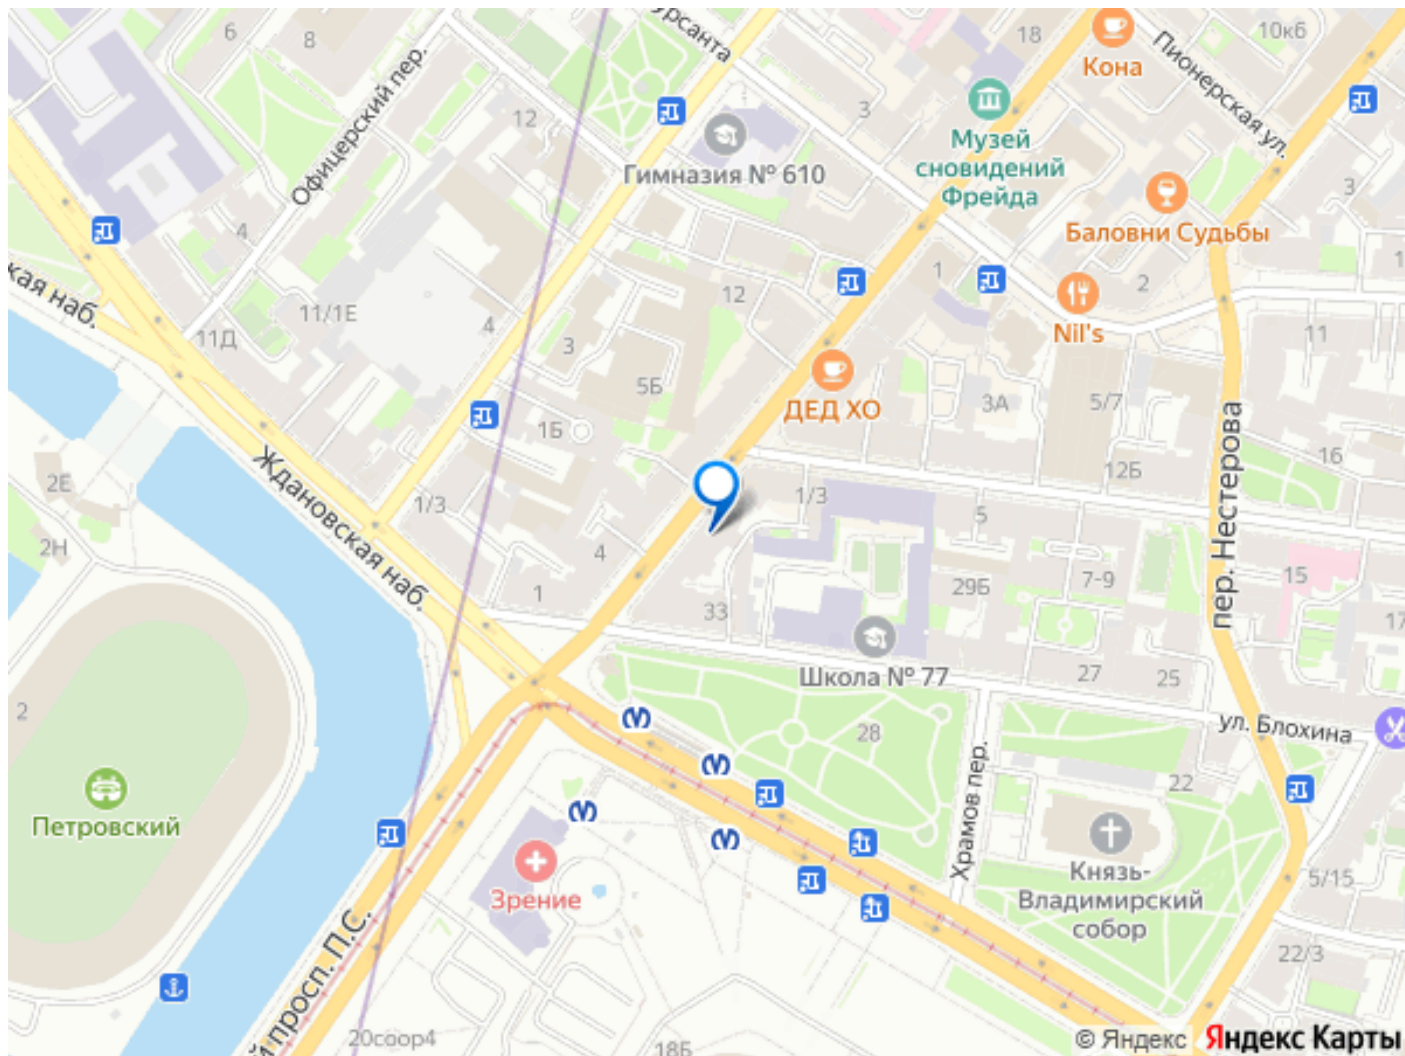 6
8
Офицерский пер.
урсанта
18
Кона
10к6
Пионерская ул.
12
3
Музей
сновидений
Фрейда
Гимназия № 610
3
Баловни Судьбы
4
кая наб.
11/1Е
11Д
4
12
1
2
1
Nil's
11
3
5Б
ДЕД ХО
3А
5/7
1Б
Ждановская наб.
2Е
2Н
1/3
1/3
12Б
16
пер. Нестерова
5
4
1
33
29Б
7-9
15
17
Школа № 77
27
25
28
ул. Блохина
2
Петровский
22
Храмов пер.
Князь-
Владимирский
собор
5/15
Зрение
й просп. П.С.
22/3
20соор4
18Б
© Яндекс Яндекс Карты